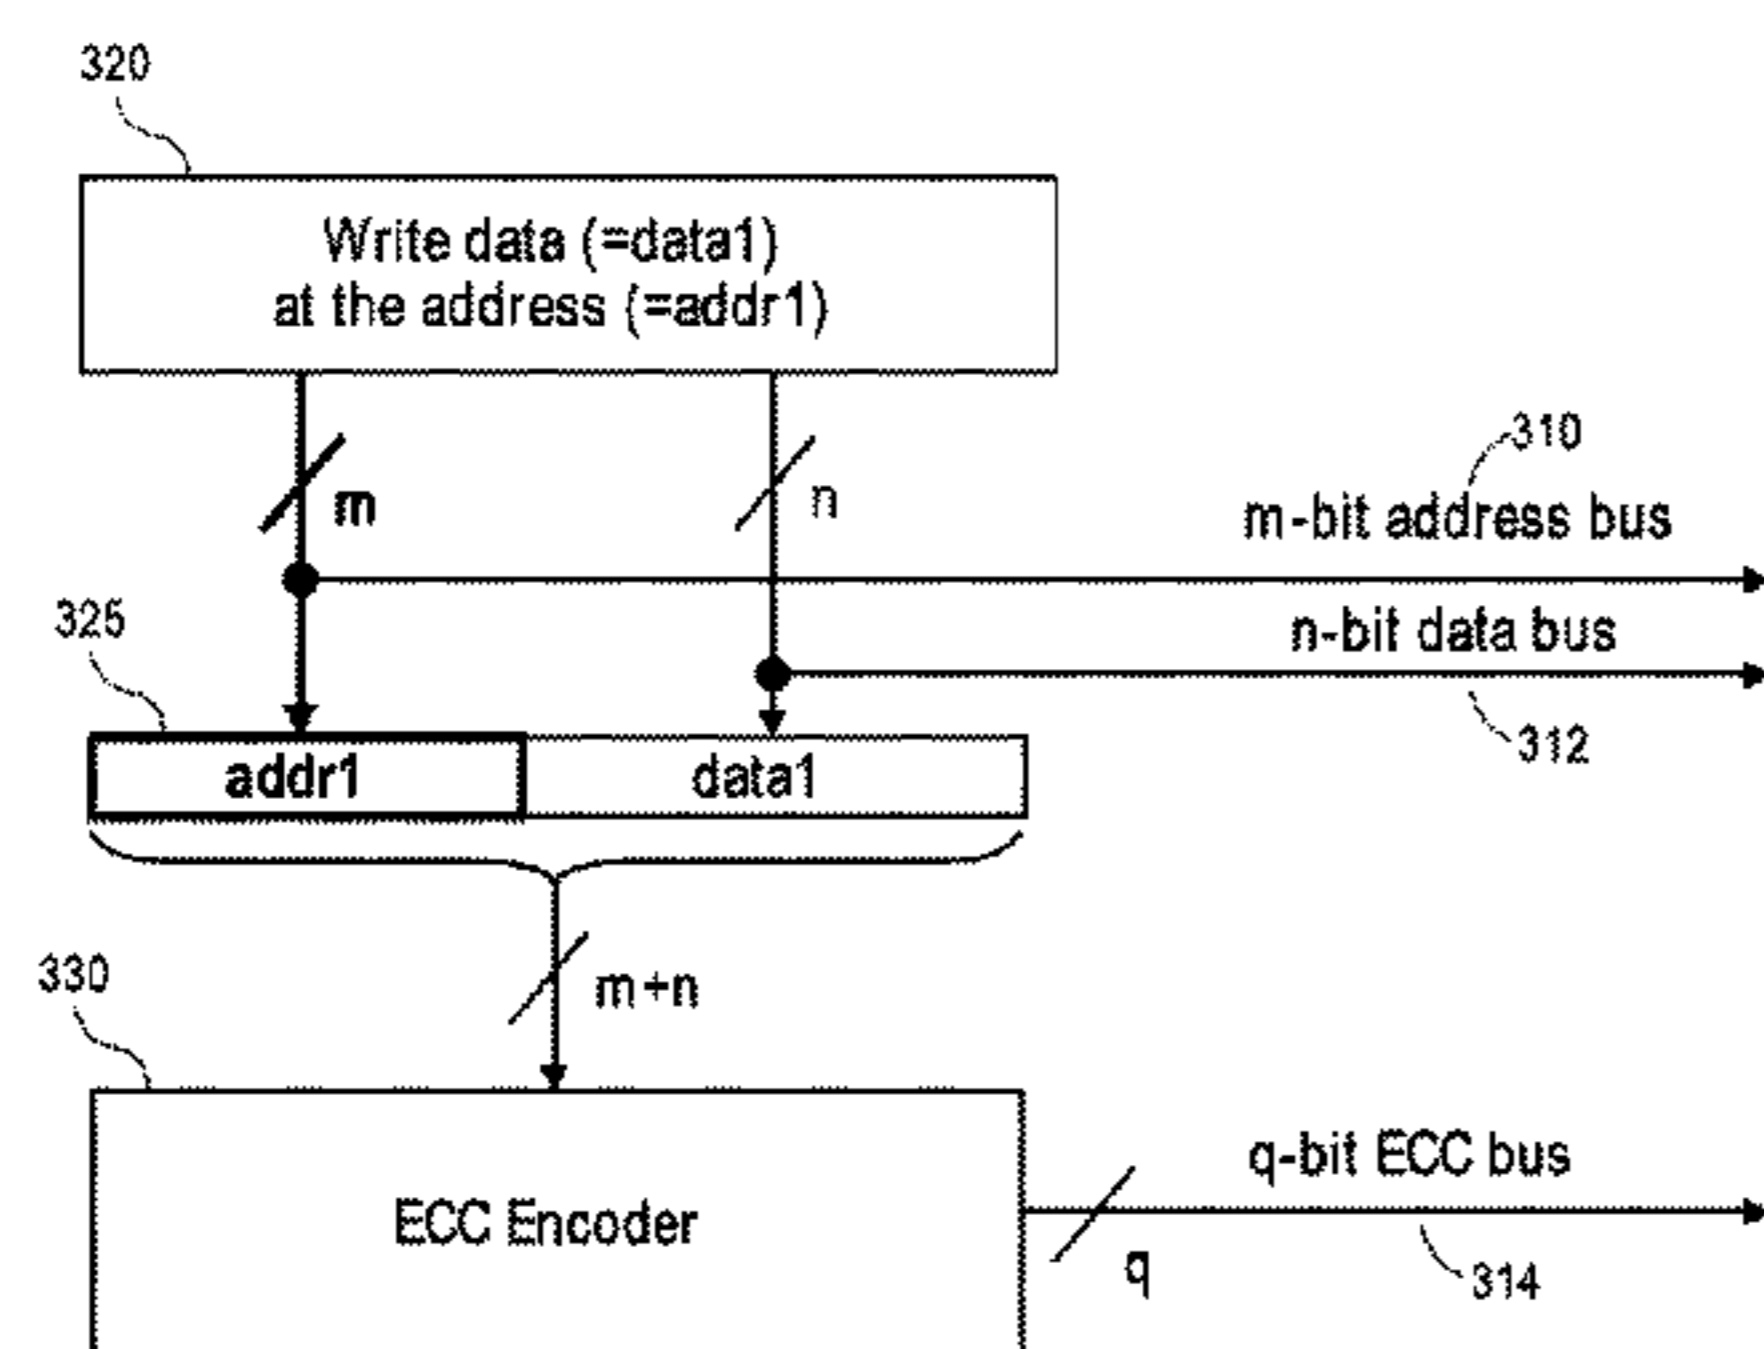 320
Write data (=data1)
at the address (=addr1)
m
n
310
m-bit address bus
n-bit data bus
312
325
addr1
data1
m+n
330
ECC Encoder
q-bit ECC bus
q
314